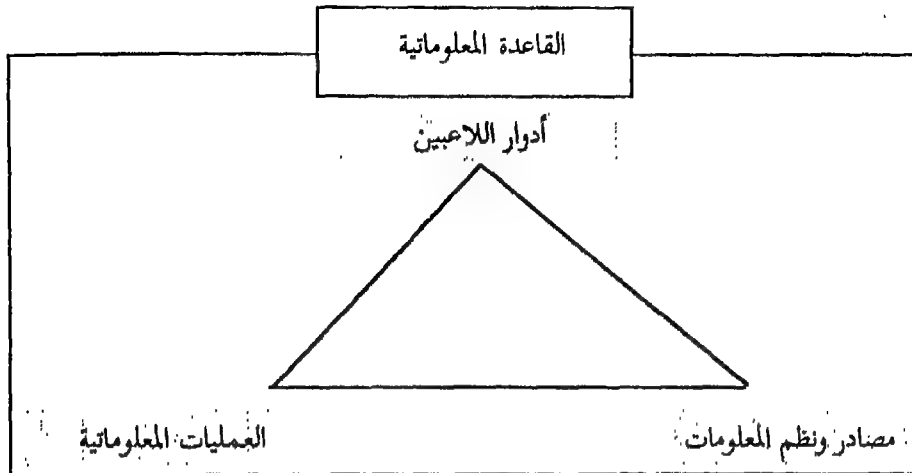 القاعدة المعلوماتية
أدوار اللاعبين
مصادر ونظم المعلومات
العمليات المعلوماتية